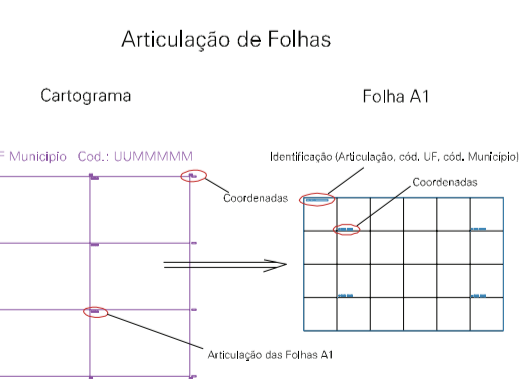 Articulação de Folhas
Cartograma
Folha A1
F Município Cod.: UUMMMMM
Identificação (Articulação, cód. UF, cód. Município)
Coordenadas
Coordenadas
Articulação das Folhas A1